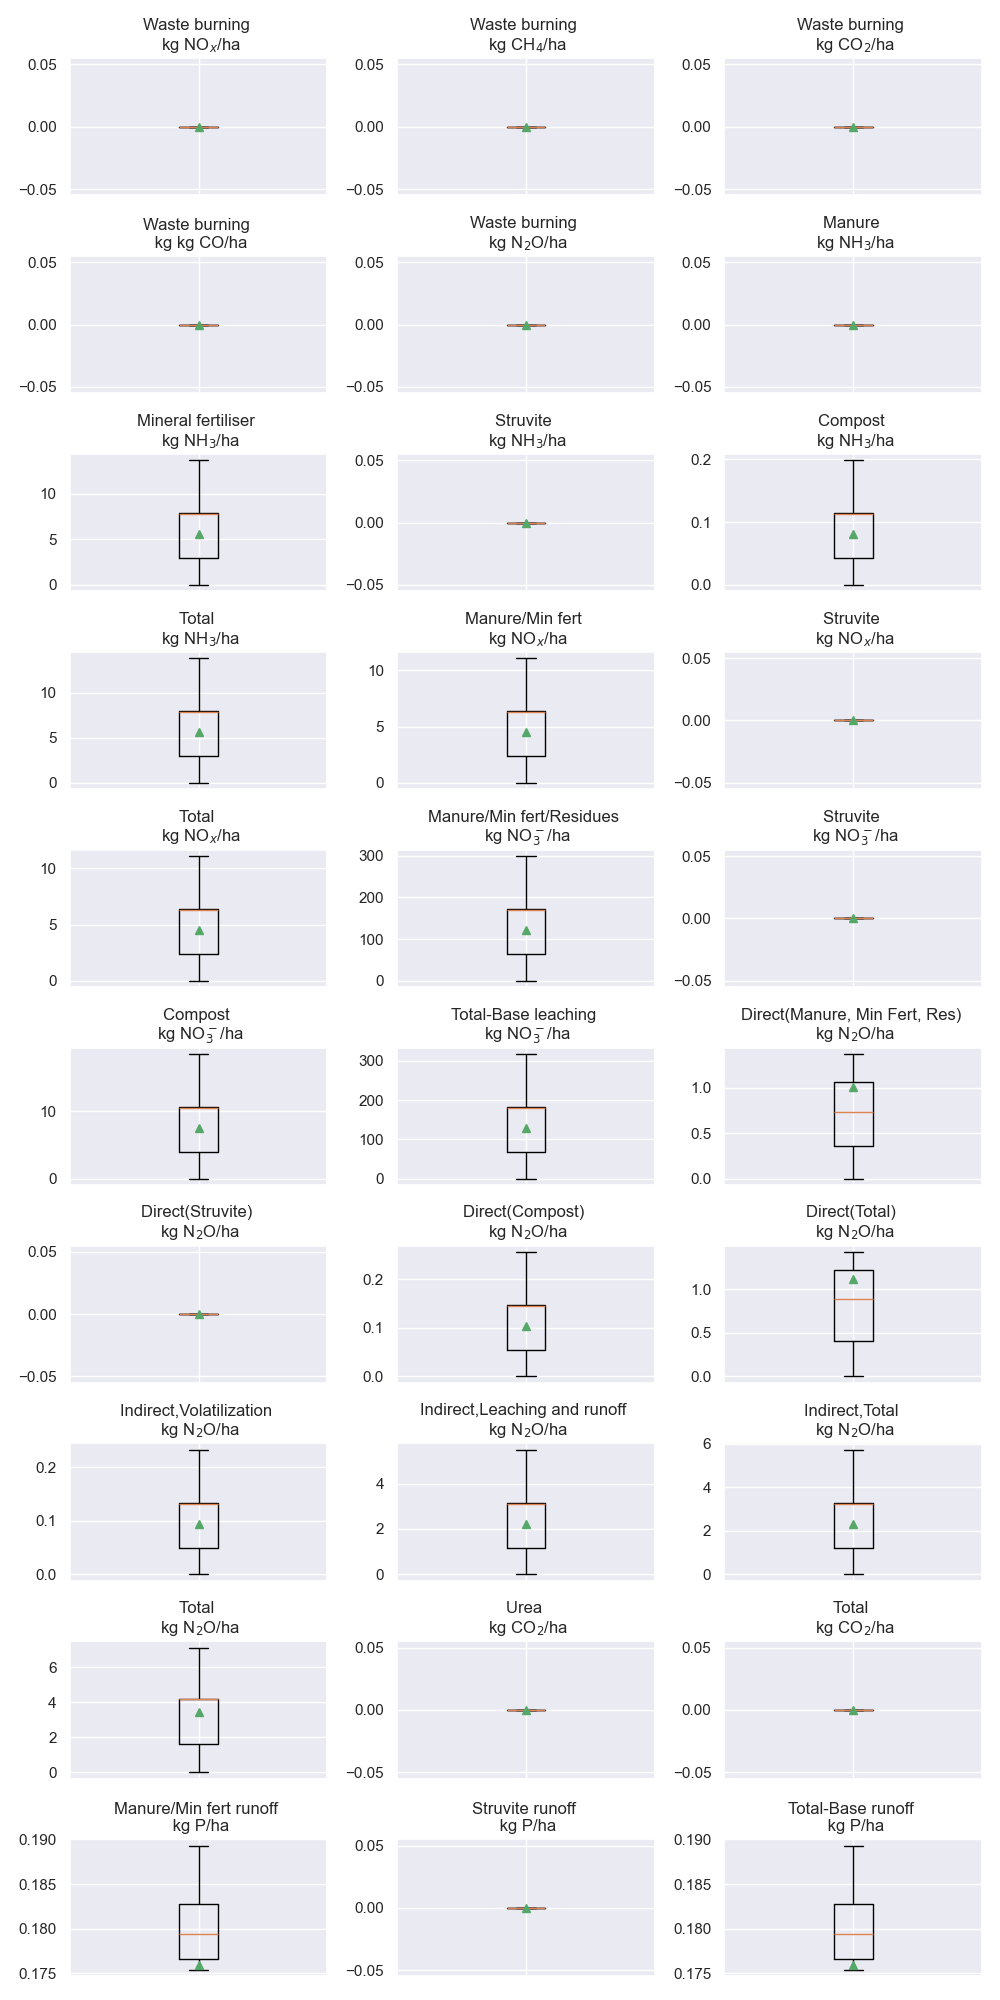 Waste burning
kg NOₓ/ha
0.05
0.00
−0.05
Waste burning
kg CH₄/ha
0.05
0.00
−0.05
Waste burning
kg CO₂/ha
0.05
0.00
−0.05
Waste burning
kg kg CO/ha
0.05
0.00
−0.05
Waste burning
kg N₂O/ha
0.05
0.00
−0.05
Manure
kg NH₃/ha
0.05
0.00
−0.05
Mineral fertiliser
kg NH₃/ha
10
5
0
Struvite
kg NH₃/ha
0.05
0.00
−0.05
Compost
kg NH₃/ha
0.2
0.1
0.0
Total
kg NH₃/ha
10
5
0
Manure/Min fert
kg NOₓ/ha
10
5
0
Struvite
kg NOₓ/ha
0.05
0.00
−0.05
Total
kg NOₓ/ha
10
5
0
Manure/Min fert/Residues
kg NO₃⁻/ha
300
200
100
0
Struvite
kg NO₃⁻/ha
0.05
0.00
−0.05
Compost
kg NO₃⁻/ha
10
0
Total-Base leaching
kg NO₃⁻/ha
300
200
100
0
Direct(Manure, Min Fert, Res)
kg N₂O/ha
1.0
0.5
0.0
Direct(Struvite)
kg N₂O/ha
0.05
0.00
−0.05
Direct(Compost)
kg N₂O/ha
0.2
0.1
0.0
Direct(Total)
kg N₂O/ha
1.0
0.5
0.0
Indirect,Volatilization
kg N₂O/ha
0.2
0.1
0.0
Indirect,Leaching and runoff
kg N₂O/ha
4
2
0
Indirect,Total
kg N₂O/ha
6
4
2
0
Total
kg N₂O/ha
6
4
2
0
Urea
kg CO₂/ha
0.05
0.00
−0.05
Total
kg CO₂/ha
0.05
0.00
−0.05
Manure/Min fert runoff
kg P/ha
0.190
0.185
0.180
0.175
Struvite runoff
kg P/ha
0.05
0.00
−0.05
Total-Base runoff
kg P/ha
0.190
0.185
0.180
0.175